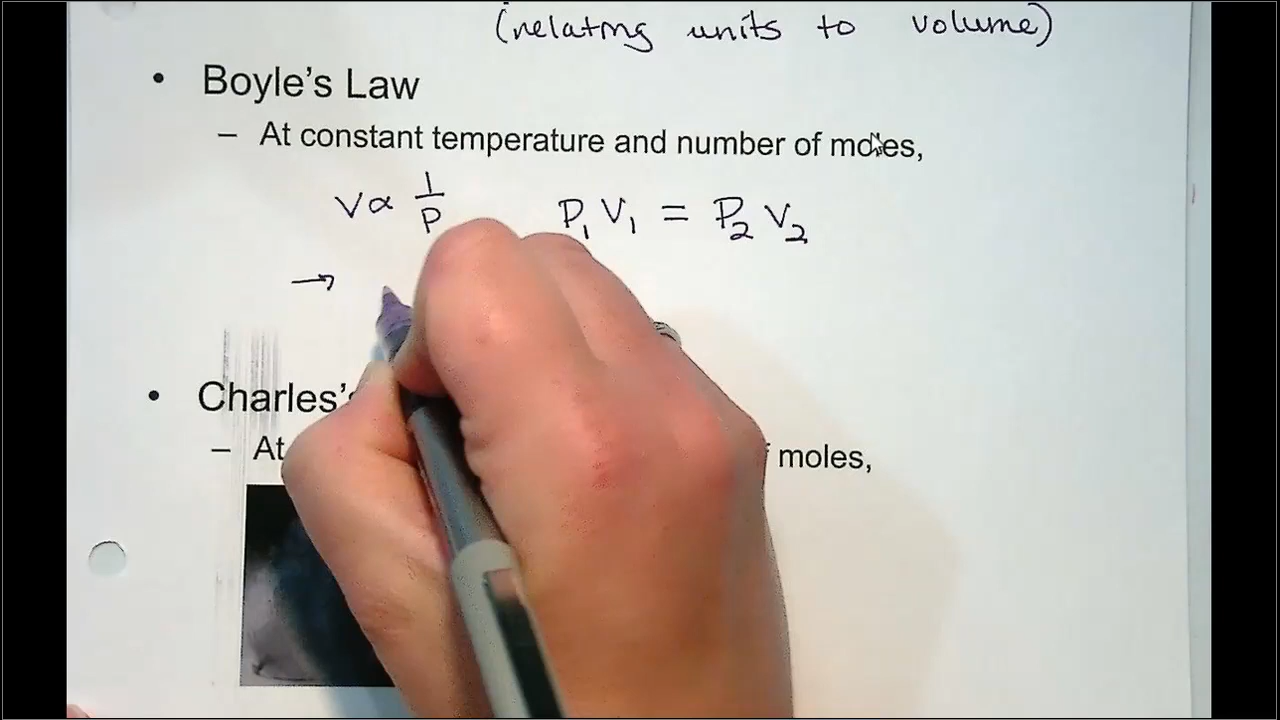 (relating units to volume)
• Boyle's Law
– At constant temperature and number of moles,
V ∝ 1/P P₁V₁ = P₂V₂
→
• Charles'
– At moles,